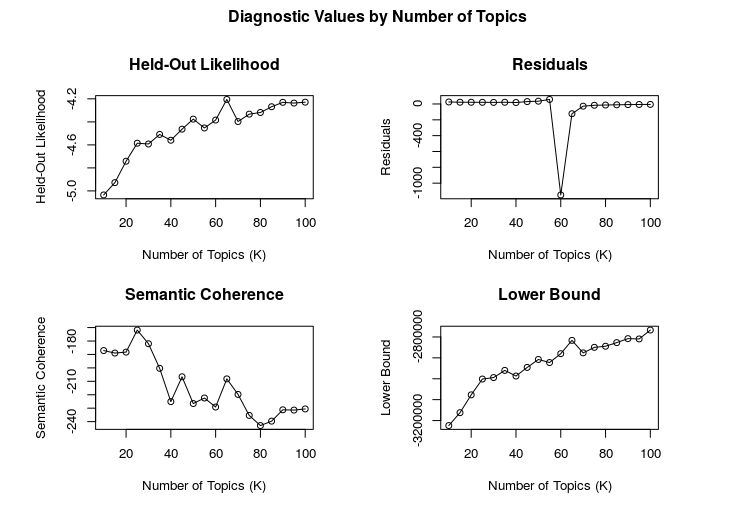 Diagnostic Values by Number of Topics
Held-Out Likelihood
Held-Out Likelihood
-4.2
-4.6
-5.0
20 40 60 80 100
Number of Topics (K)
Residuals
Residuals
0
-400
-1000
20 40 60 80 100
Number of Topics (K)
Semantic Coherence
Semantic Coherence
-180
-210
-240
20 40 60 80 100
Number of Topics (K)
Lower Bound
Lower Bound
-2800000
-3200000
20 40 60 80 100
Number of Topics (K)